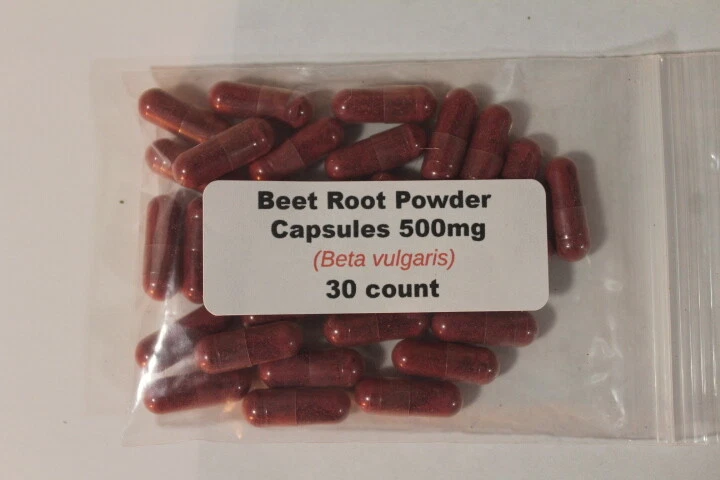 Beet Root Powder
Capsules 500mg
(Beta vulgaris)
30 count